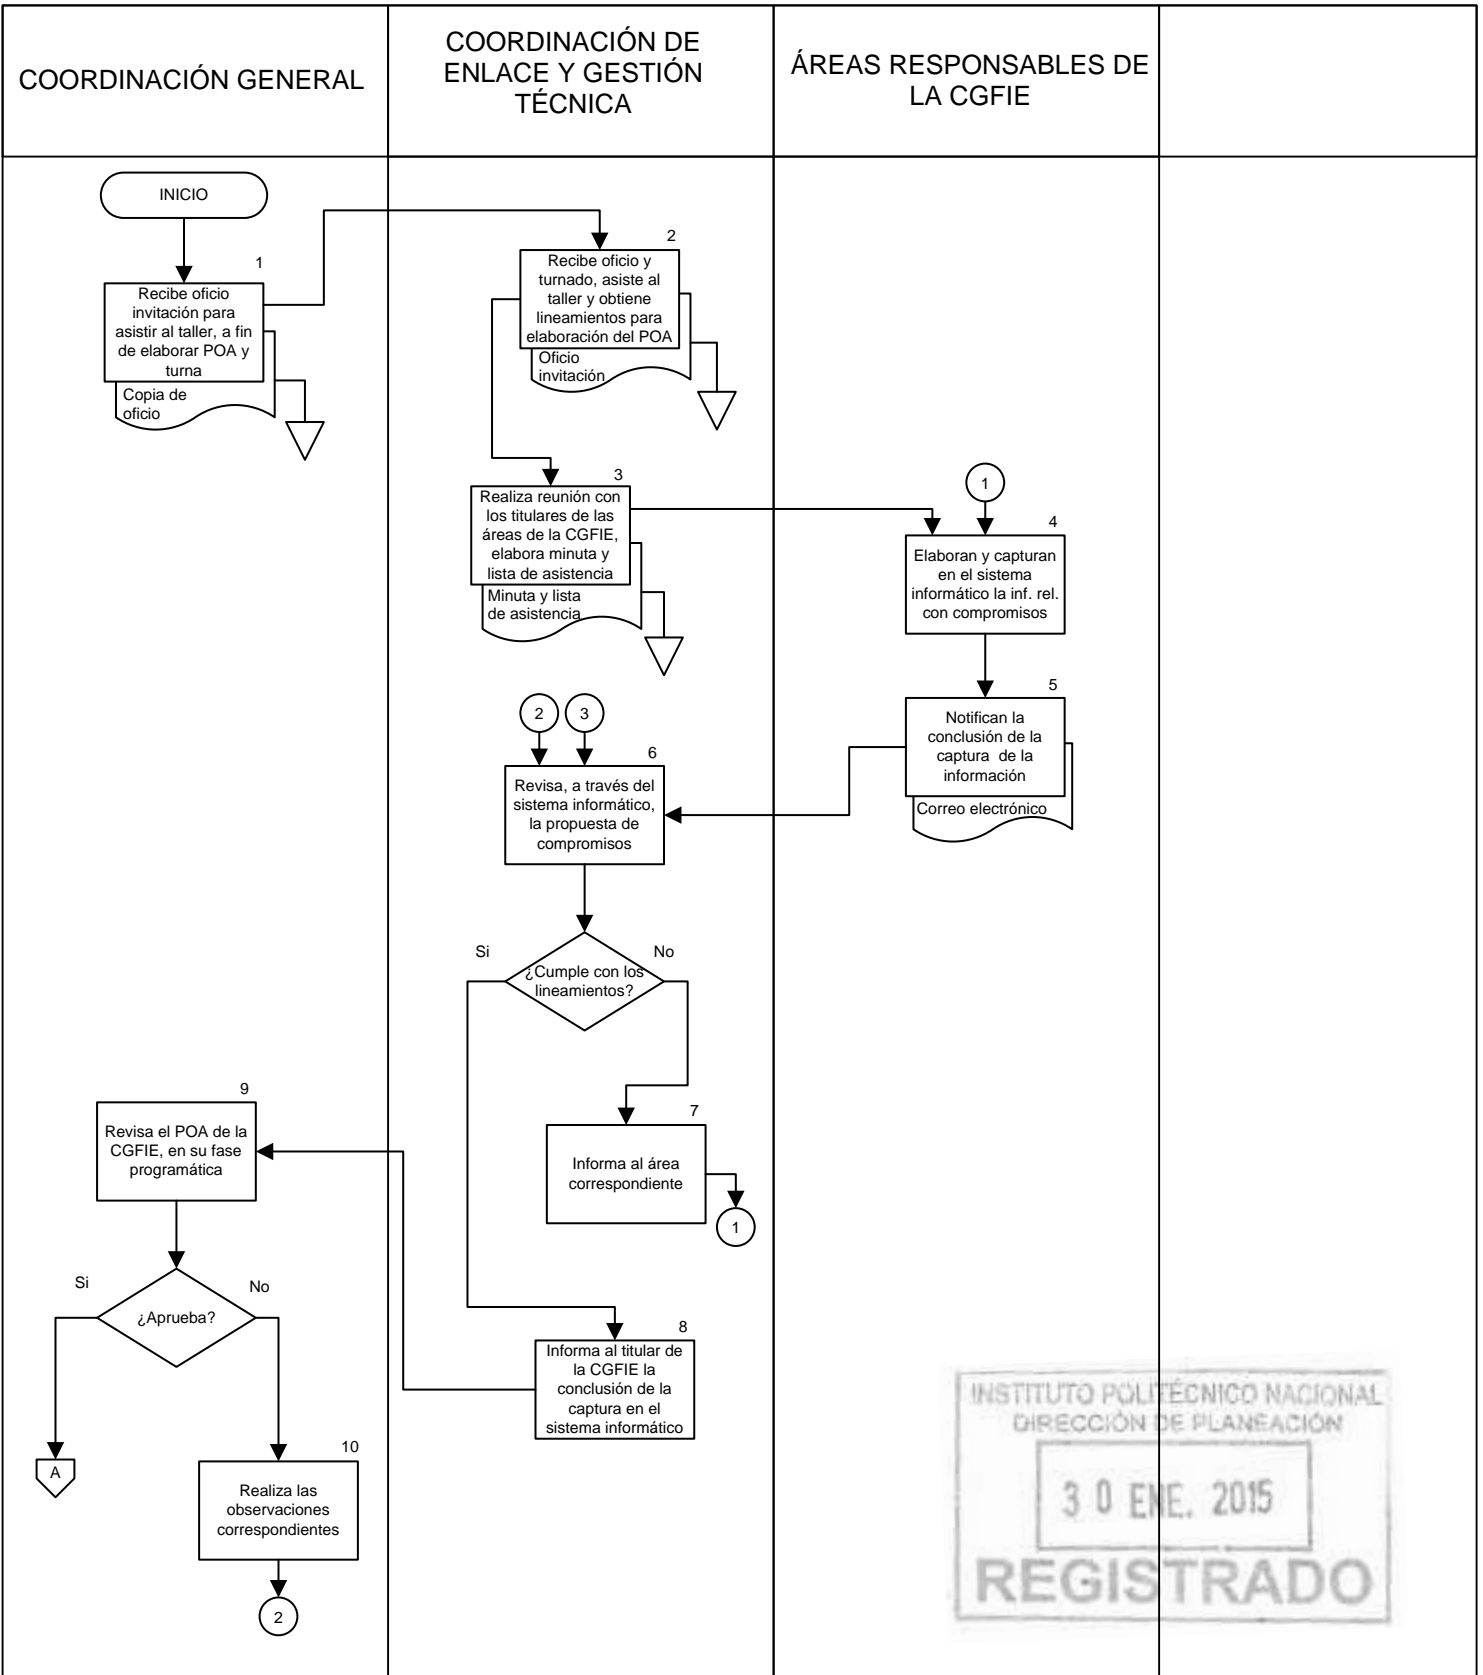 COORDINACIÓN GENERAL
COORDINACIÓN DE
ENLACE Y GESTIÓN
TÉCNICA
ÁREAS RESPONSABLES DE
LA CGFIE
INICIO
1
Recibe oficio
invitación para
asistir al taller, a fin
de elaborar POA y
turna
Copia de
oficio
2
Recibe oficio y
turnado, asiste al
taller y obtiene
lineamientos para
elaboración del POA
Oficio
invitación
3
Realiza reunión con
los titulares de las
áreas de la CGFIE,
elabora minuta y
lista de asistencia
Minuta y lista
de asistencia
1
4
Elaboran y capturan
en el sistema
informático la inf. rel.
con compromisos
5
Notifican la
conclusión de la
captura de la
información
Correo electrónico
2
3
6
Revisa, a través del
sistema informático,
la propuesta de
compromisos
Si
No
¿Cumple con los
lineamientos?
7
Informa al área
correspondiente
1
8
Informa al titular de
la CGFIE la
conclusión de la
captura en el
sistema informático
9
Revisa el POA de la
CGFIE, en su fase
programática
Si
No
¿Aprueba?
A
10
Realiza las
observaciones
correspondientes
2
INSTITUTO POLITÉCNICO NACIONAL
DIRECCIÓN DE PLANEACIÓN
30 ENE. 2015
REGISTRADO